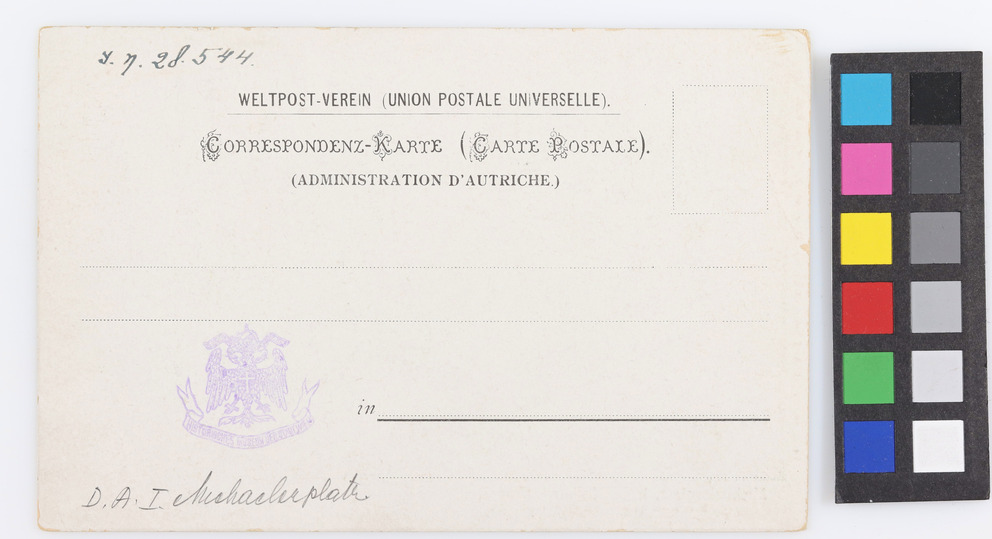 J. N. 28.544.
WELTPOST-VEREIN (UNION POSTALE UNIVERSELLE).
CORRESPONDENZ-KARTE (CARTE POSTALE).
(ADMINISTRATION D'AUTRICHE.)
in
D. A. I. Michaelerplatz